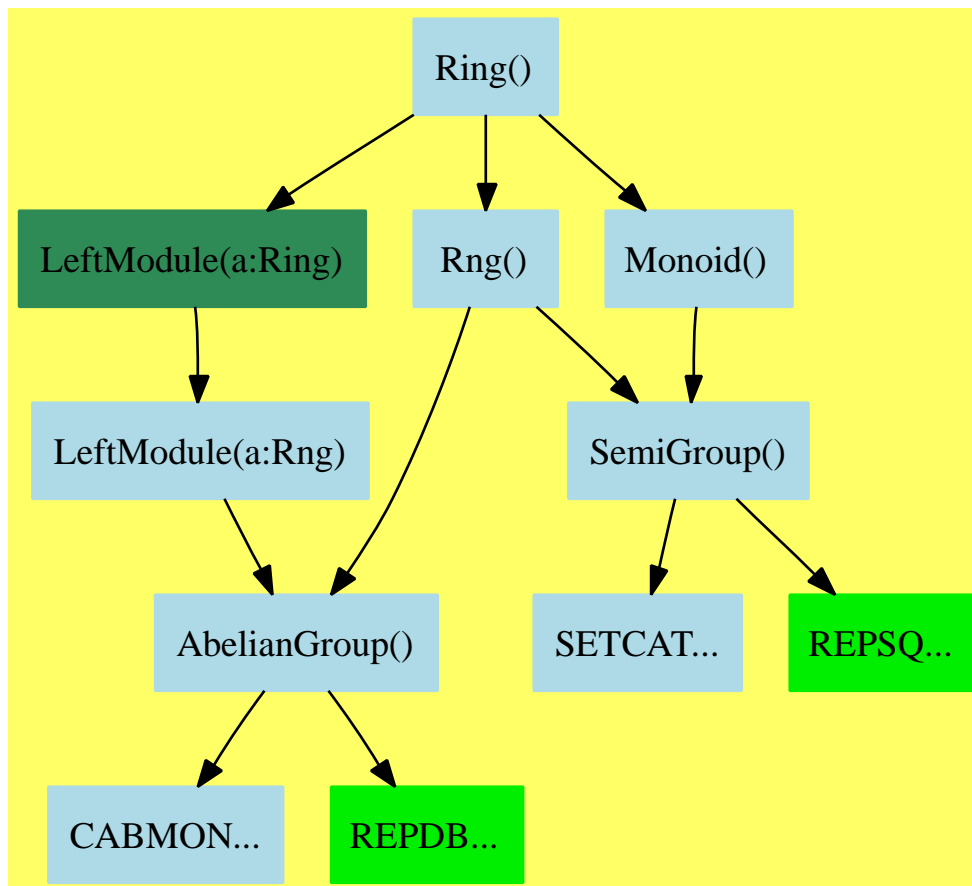 Ring()
LeftModule(a:Ring)
Rng()
Monoid()
LeftModule(a:Rng)
SemiGroup()
AbelianGroup()
SETCAT...
REPSQ...
CABMON...
REPDB...